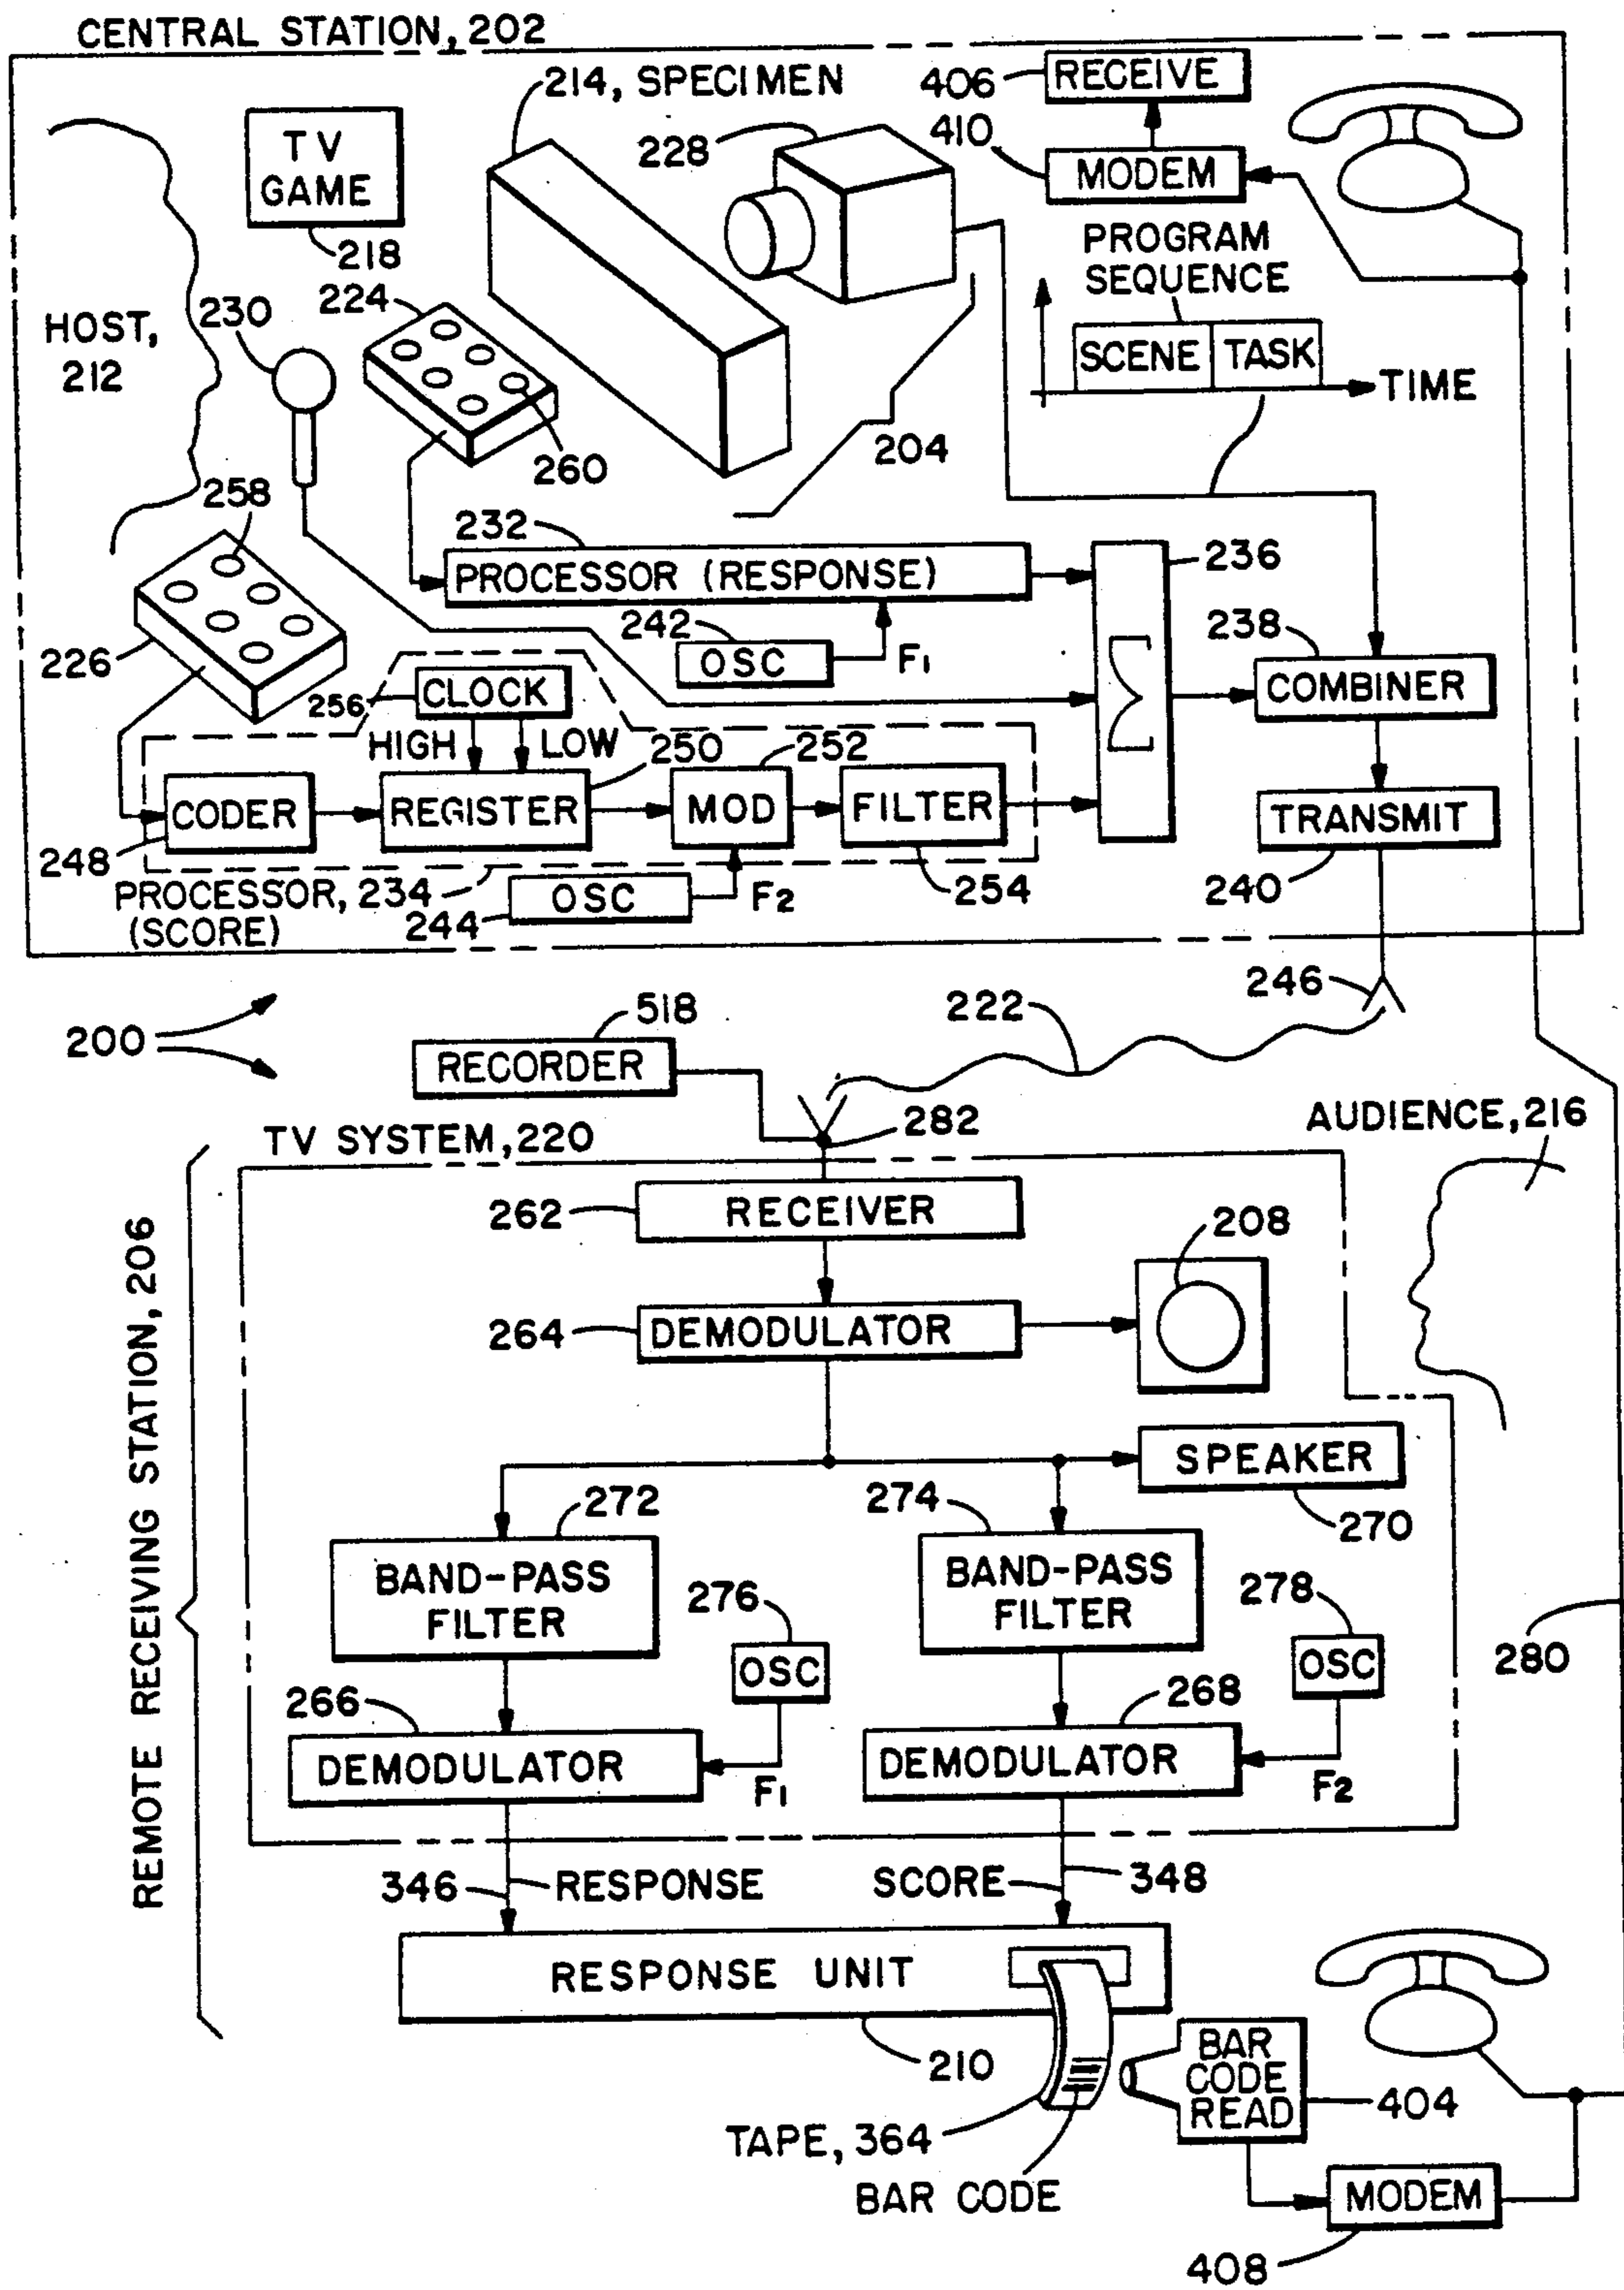 CENTRAL STATION, 202
214, SPECIMEN
406
RECEIVE
228
410
MODEM
TV
GAME
218
224
PROGRAM
SEQUENCE
HOST,
212
230
SCENE
TASK
TIME
204
260
258
232
PROCESSOR (RESPONSE)
236
242
OSC
F1
238
226
256
CLOCK
COMBINER
HIGH
LOW
250
252
Σ
CODER
REGISTER
MOD
FILTER
TRANSMIT
248
PROCESSOR, 234
(SCORE)
244
OSC
F2
254
240
246
200
518
222
RECORDER
282
AUDIENCE, 216
TV SYSTEM, 220
262
RECEIVER
208
264
DEMODULATOR
REMOTE RECEIVING STATION, 206
SPEAKER
272
274
270
BAND-PASS
FILTER
BAND-PASS
FILTER
276
278
OSC
OSC
280
266
268
DEMODULATOR
DEMODULATOR
F1
F2
346
RESPONSE
SCORE
348
RESPONSE UNIT
210
BAR
CODE
READ
404
TAPE, 364
BAR CODE
MODEM
408